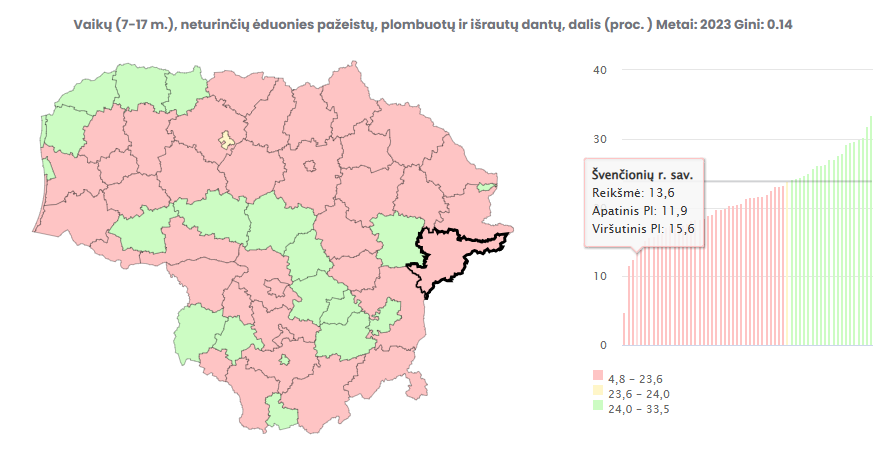 Vaikų (7-17 m.), neturinčių ėduonies pažeistų, plombuotų ir išrautų dantų, dalis (proc. ) Metai: 2023 Gini: 0.14
40
30
Švenčionių r. sav.
Reikšmė: 13,6
Apatinis PI: 11,9
Viršutinis PI: 15,6
10
0
4,8 – 23,6
23,6 – 24,0
24,0 – 33,5